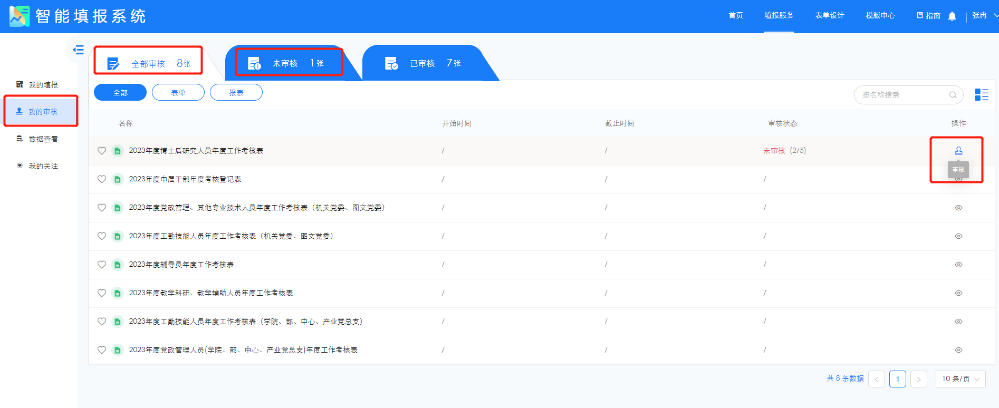 智能填报系统
首页 填报服务 表单设计 模版中心 指南 张冉
全部审核 8张 未审核 1张 已审核 7张
我的填报
我的审核
数据查看
我的关注
全部 表单 报表 按名称搜索
名称 开始时间 截止时间 审核状态 操作
2023年度博士后研究人员年度工作考核表 / / 未审核 (2/5)
审核
2023年度中层干部年度考核登记表 / / /
2023年度党政管理、其他专业技术人员年度工作考核表（机关党委、图文党委） / / /
2023年度工勤技能人员年度工作考核表（机关党委、图文党委） / / /
2023年度辅导员年度工作考核表 / / /
2023年度教学科研、教学辅助人员年度工作考核表 / / /
2023年度工勤技能人员年度工作考核表（学院、部、中心、产业党总支） / / /
2023年度党政管理人员(学院、部、中心、产业党总支)年度工作考核表 / / /
共 8 条数据 < 1 > 10 条/页